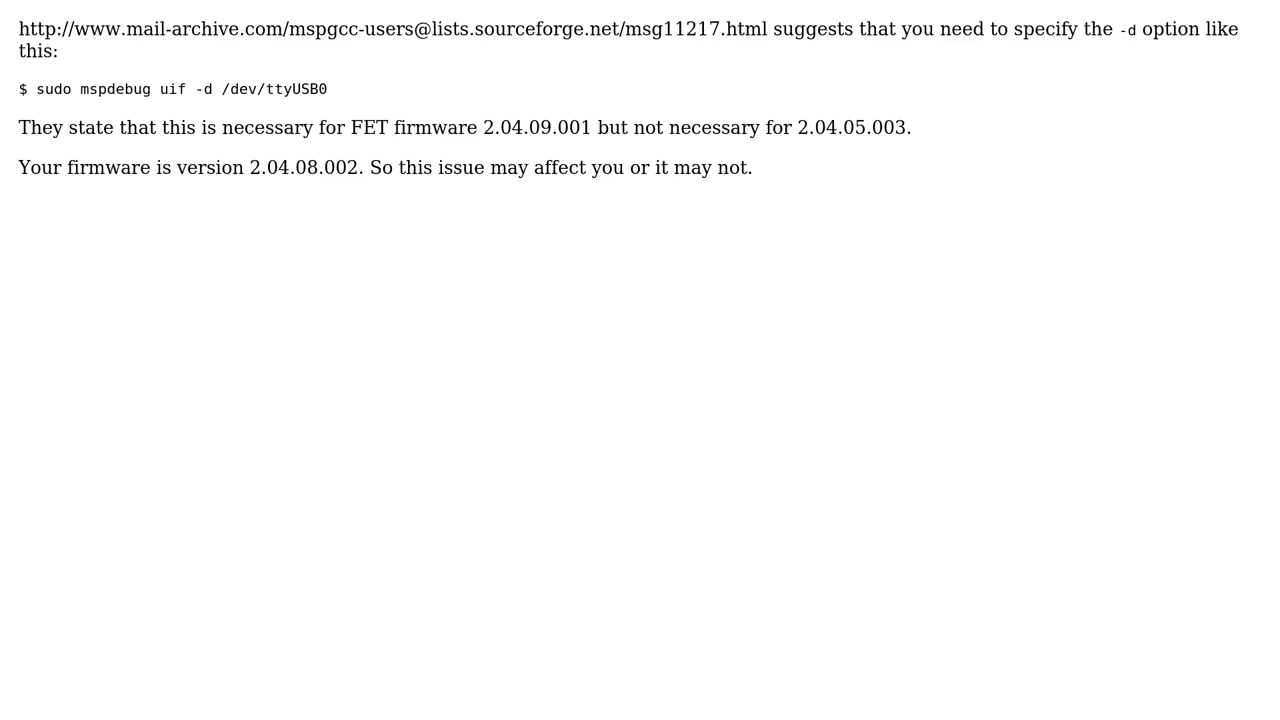 http://www.mail-archive.com/mspgcc-users@lists.sourceforge.net/msg11217.html suggests that you need to specify the -d option like
this:
$ sudo mspdebug uif -d /dev/ttyUSB0
They state that this is necessary for FET firmware 2.04.09.001 but not necessary for 2.04.05.003.
Your firmware is version 2.04.08.002. So this issue may affect you or it may not.